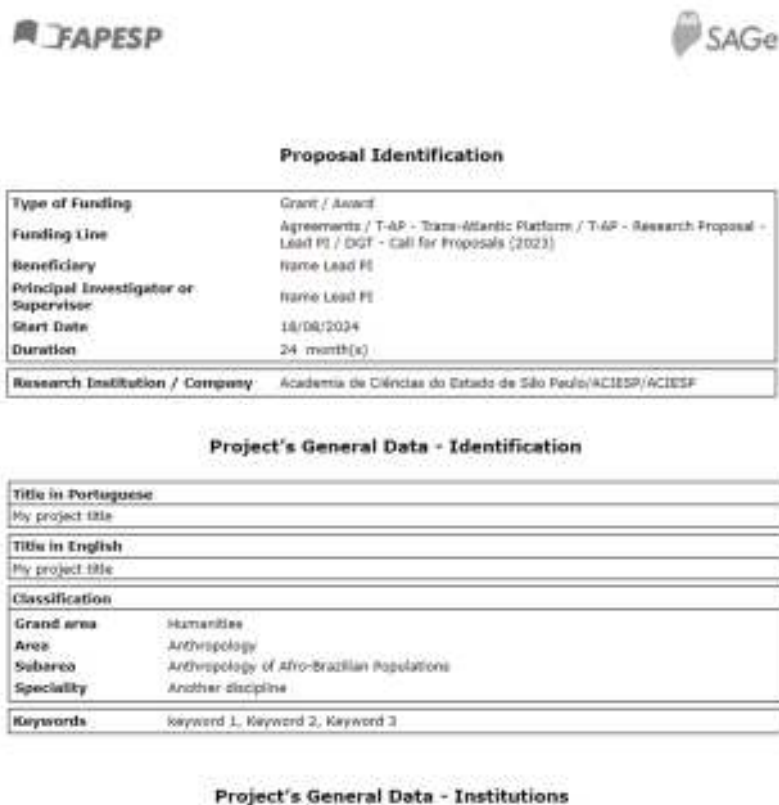 FAPESP
SAGe
Proposal Identification
Type of Funding Grant / Award
Funding Line Agreements / T-AP - Trans-Atlantic Platform / T-AP - Research Proposal - Lead PI / DGT - Call for Proposals (2023)
Beneficiary Name Lead PI
Principal Investigator or Supervisor Name Lead PI
Start Date 18/08/2024
Duration 24 month(s)
Research Institution / Company Academia de Ciências do Estado de São Paulo/ACIESP/ACIESP
Project's General Data - Identification
Title in Portuguese
My project title
Title in English
My project title
Classification
Grand area Humanities
Area Anthropology
Subarea Anthropology of Afro-Brazilian Populations
Speciality Another discipline
Keywords keyword 1, Keyword 2, Keyword 3
Project's General Data - Institutions